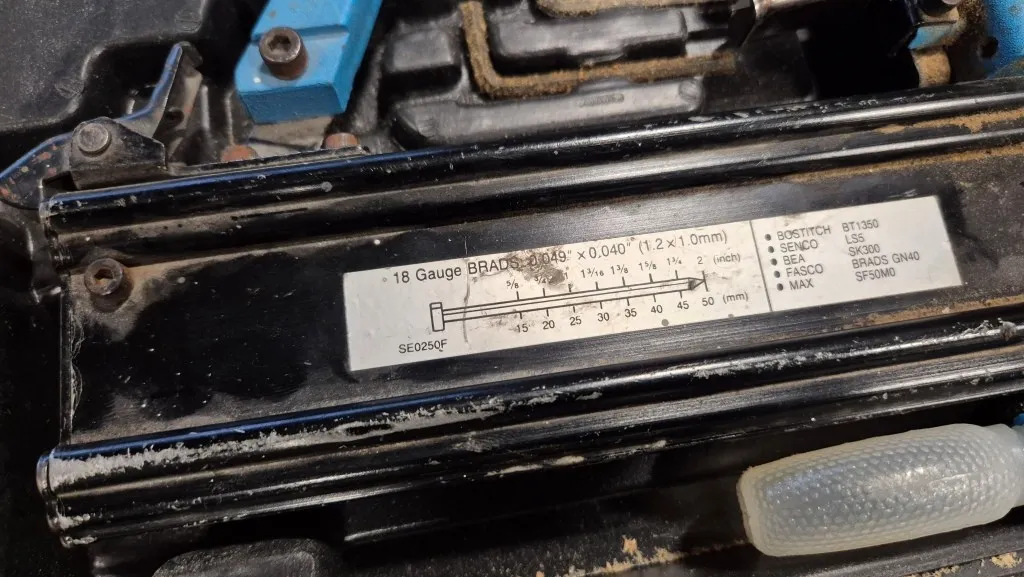 18 Gauge BRADS 0.049" x 0.040" (1.2 x 1.0mm)
5/8 3/4 1 3/16 1 3/8 1 5/8 1 3/4 2 (inch)
15 20 25 30 35 40 45 50 (mm)
SE0250F
• BOSTITCH BT1350
• SENCO LS5
• BEA SK300
• FASCO BRADS GN40
• MAX SF50M0